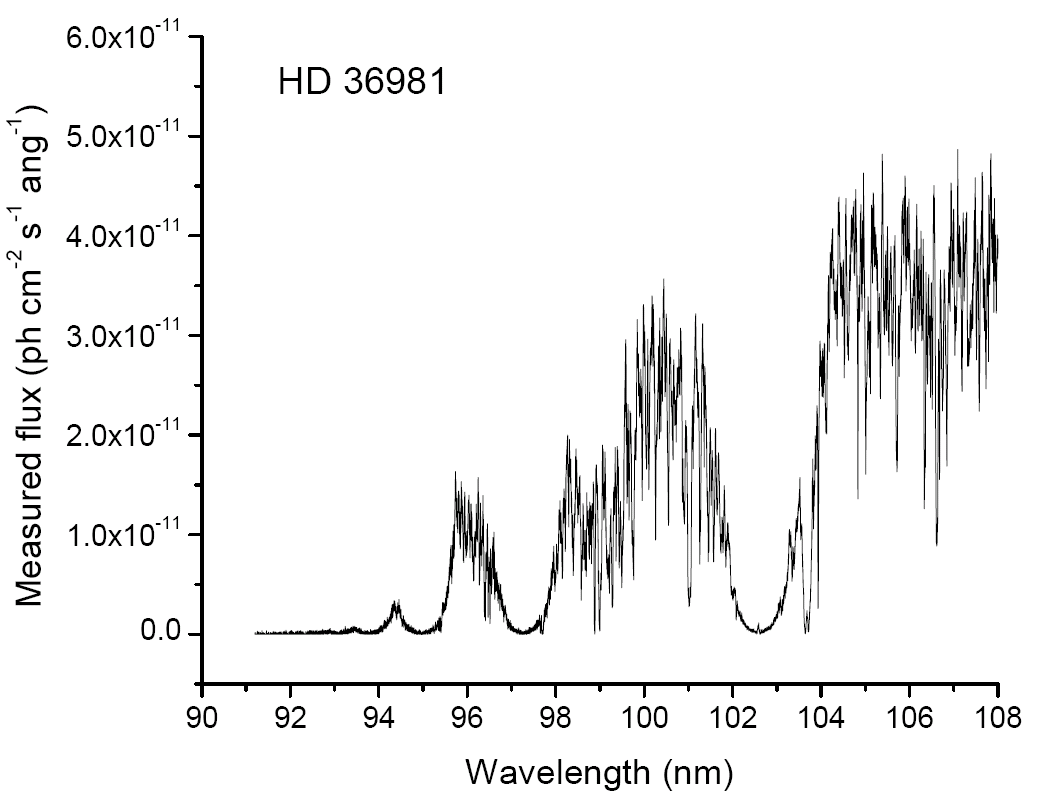 6.0x10⁻¹¹
HD 36981
5.0x10⁻¹¹
4.0x10⁻¹¹
3.0x10⁻¹¹
2.0x10⁻¹¹
1.0x10⁻¹¹
0.0
Measured flux (ph cm⁻² s⁻¹ ang⁻¹)
90 92 94 96 98 100 102 104 106 108
Wavelength (nm)